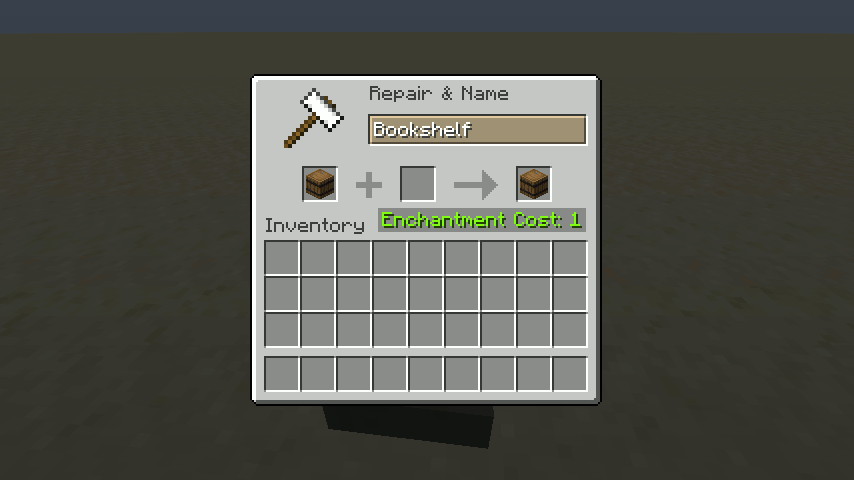 Repair & Name
Bookshelf
Enchantment Cost: 1
Inventory